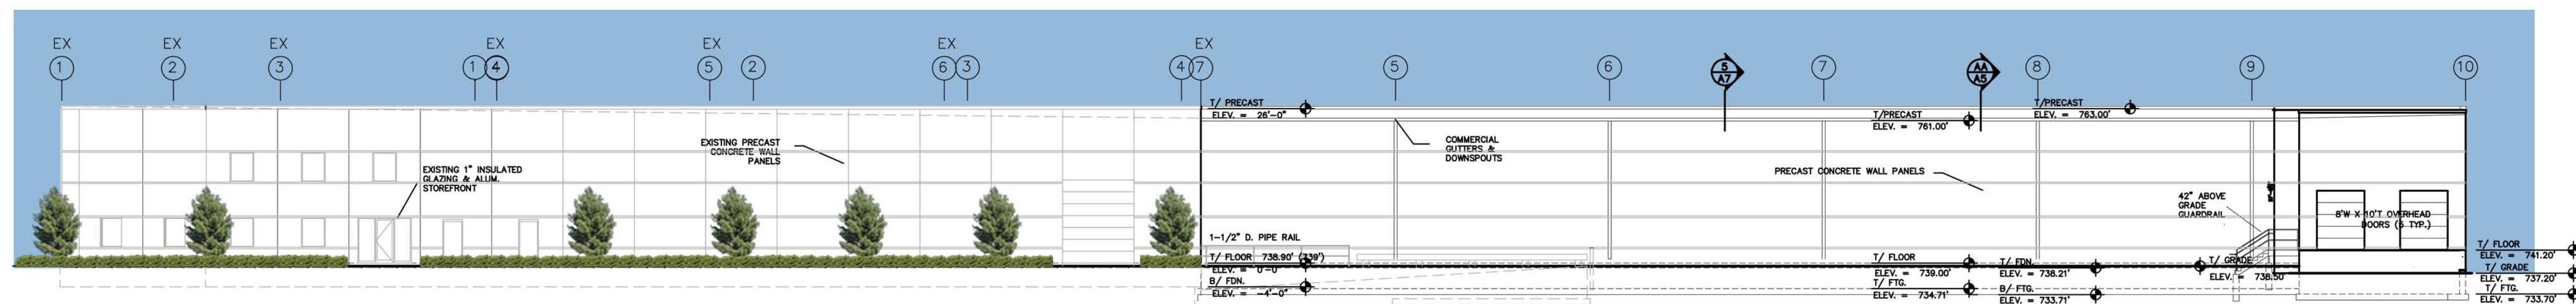 EX
EX
EX
EX
EX
EX
EX
1
2
3
1
4
5
2
6
3
4
7
5
6
5
A7
7
AA
A5
8
9
10
T/ PRECAST
ELEV. = 26'-0"
T/PRECAST
ELEV. = 761.00'
T/PRECAST
ELEV. = 763.00'
EXISTING PRECAST
CONCRETE WALL
PANELS
COMMERCIAL
GUTTERS &
DOWNSPOUTS
EXISTING 1" INSULATED
GLAZING & ALUM.
STOREFRONT
PRECAST CONCRETE WALL PANELS
42" ABOVE
GRADE
GUARDRAIL
8'W X 10'T OVERHEAD
DOORS (5 TYP.)
1-1/2" D. PIPE RAIL
T/ FLOOR 738.90' (739')
ELEV. = 0'-0"
B/ FDN.
ELEV. = -4'-0"
T/ FLOOR
ELEV. = 739.00'
T/ FTG.
ELEV. = 734.71'
T/ FDN.
ELEV. = 738.21'
B/ FTG.
ELEV. = 733.71'
T/ GRADE
ELEV. = 738.50'
T/ FLOOR
ELEV. = 741.20'
T/ GRADE
ELEV. = 737.20'
T/ FTG.
ELEV. = 733.70'